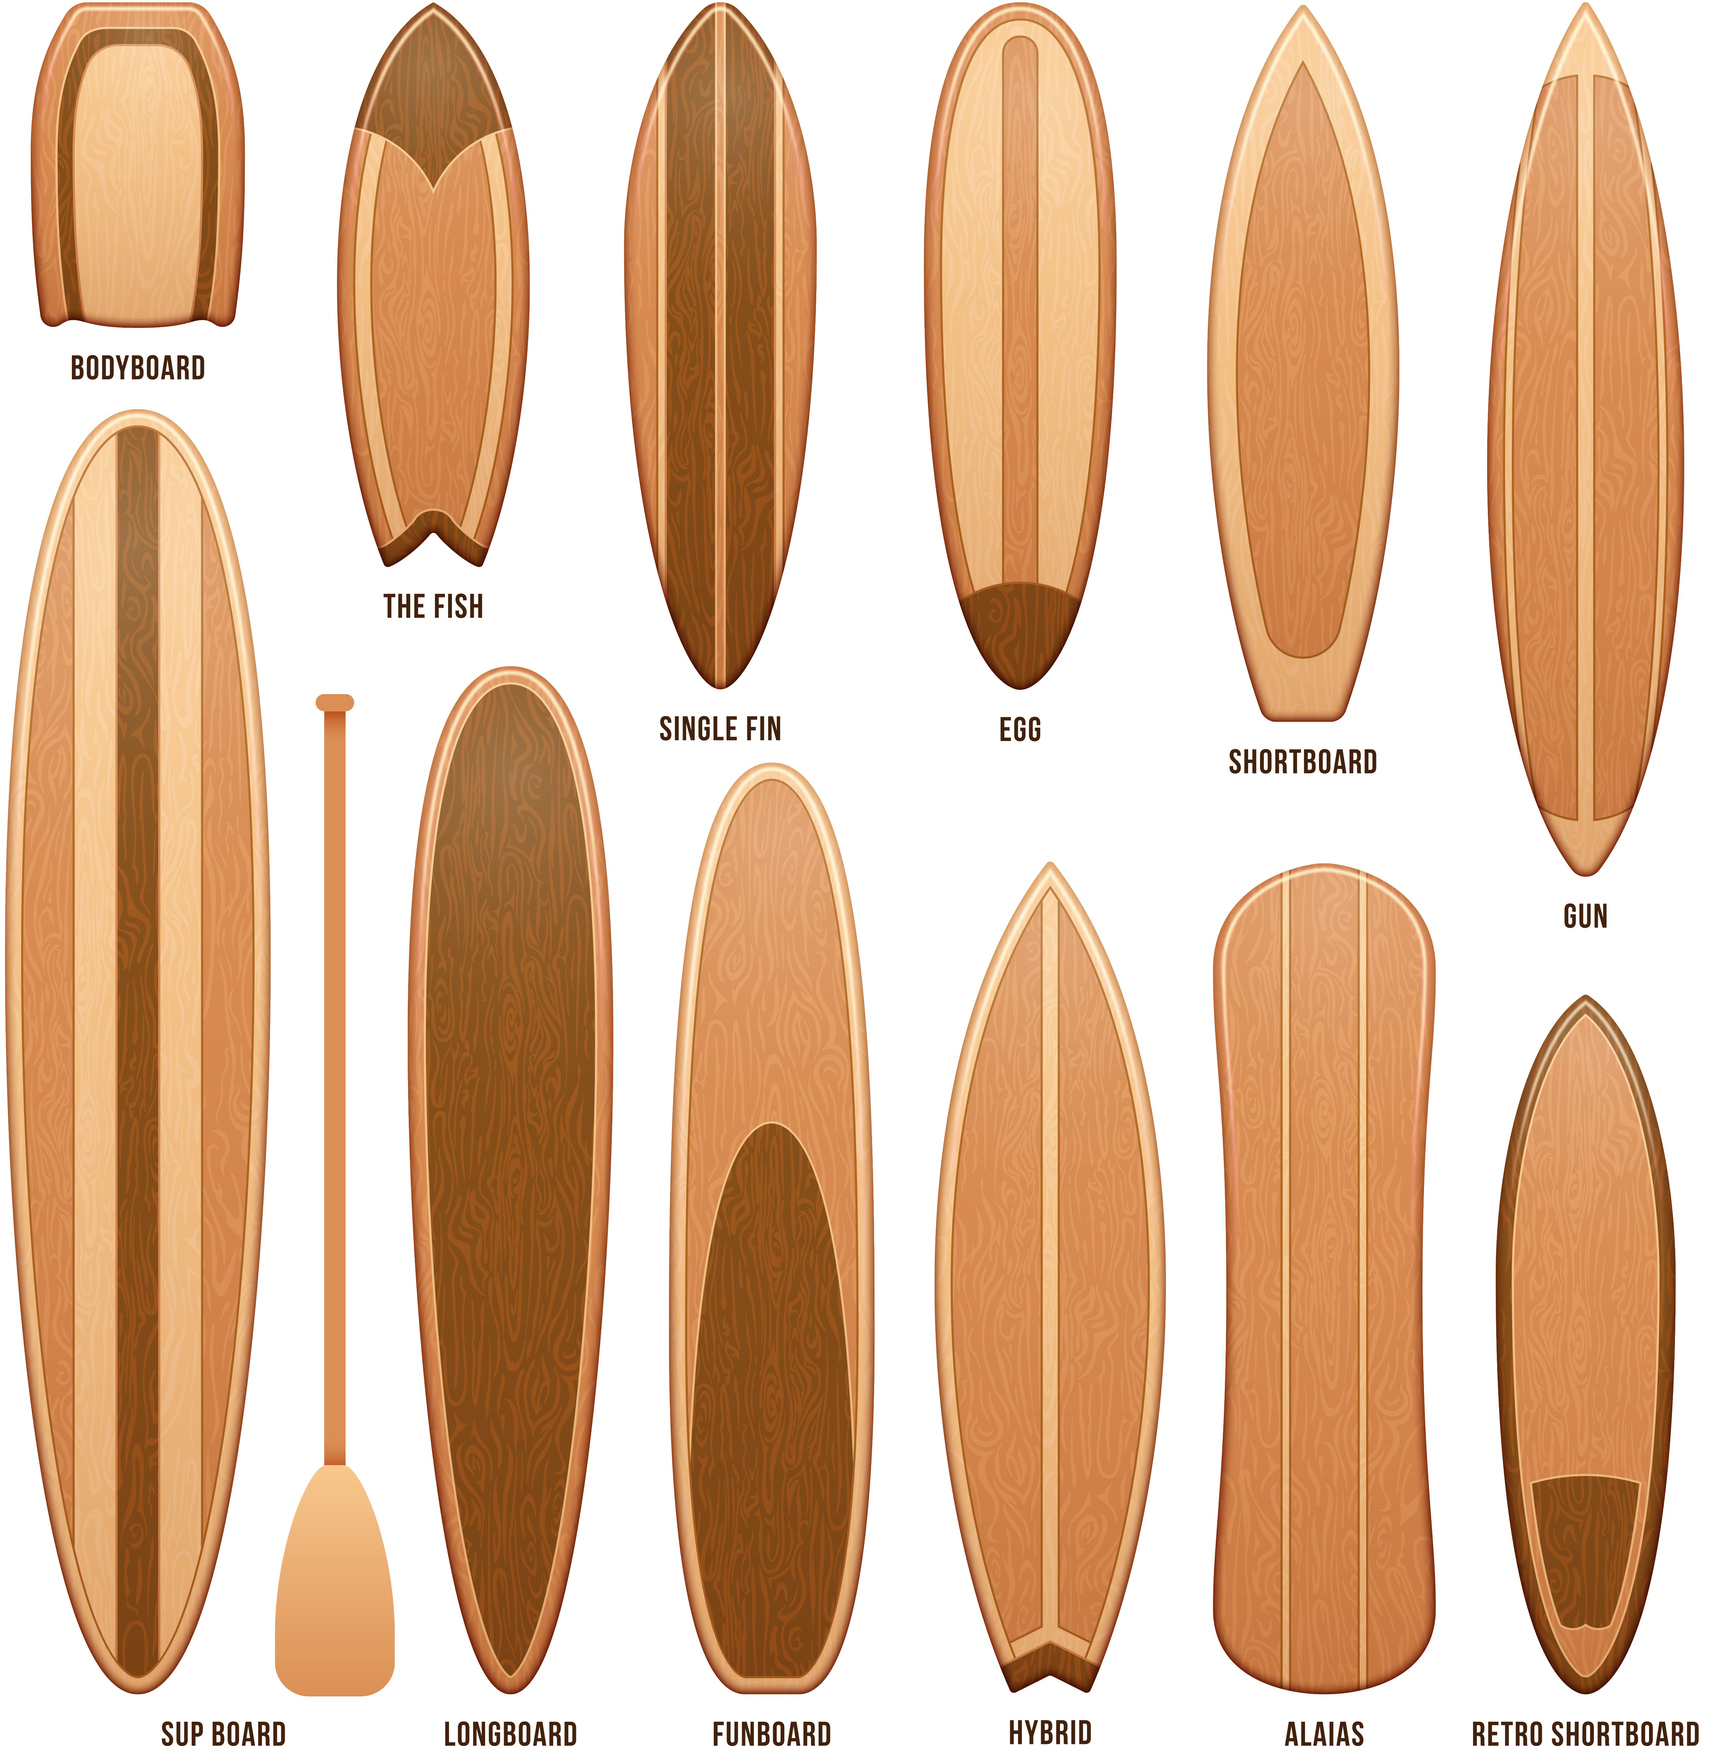 BODYBOARD
THE FISH
SINGLE FIN
EGG
SHORTBOARD
GUN
SUP BOARD
LONGBOARD
FUNBOARD
HYBRID
ALAIAS
RETRO SHORTBOARD